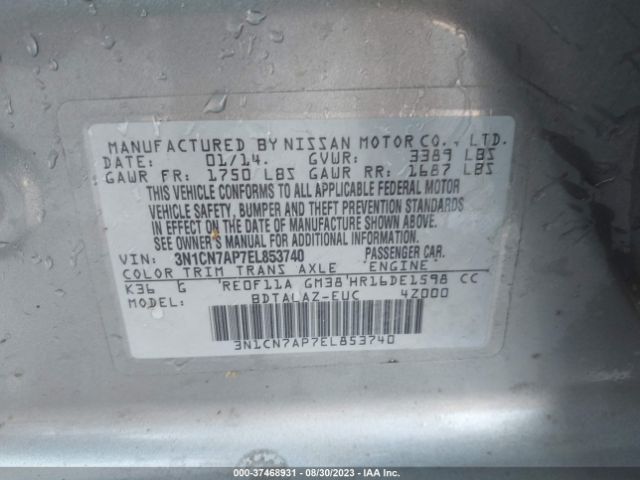 MANUFACTURED BY NISSAN MOTOR CO., LTD.
DATE: 01/14. GVWR: 3389 LBS
GAWR FR: 1750 LBS GAWR RR: 1687 LBS
THIS VEHICLE CONFORMS TO ALL APPLICABLE FEDERAL MOTOR
VEHICLE SAFETY, BUMPER AND THEFT PREVENTION STANDARDS
IN EFFECT ON THE DATE OF MANUFACTURE SHOWN ABOVE.
SEE OWNER'S MANUAL FOR ADDITIONAL INFORMATION.
VIN: 3N1CN7AP7EL853740 PASSENGER CAR.
COLOR TRIM TRANS AXLE ENGINE
K36 G RE0F11A GM38 HR16DE1598 CC
MODEL: BDTALAZ-EUC 4Z000
3N1CN7AP7EL853740
000-37468931 - 08/30/2023 - IAA Inc.